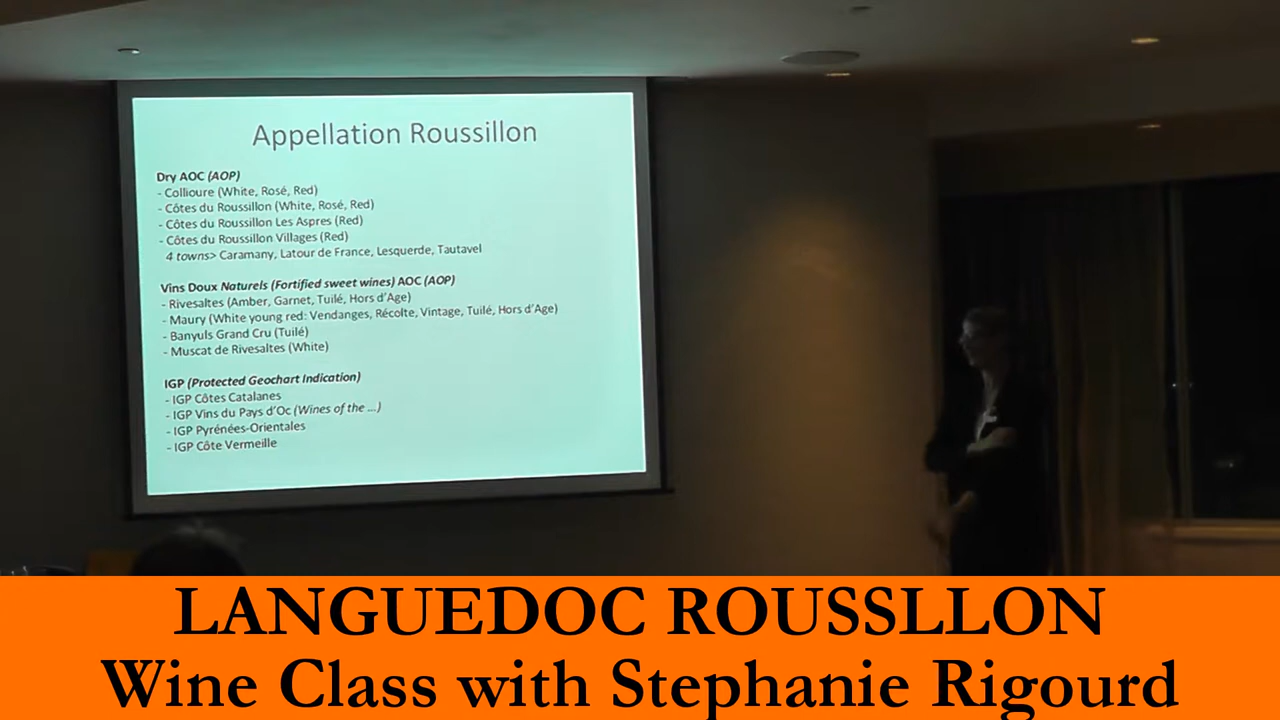 Appellation Roussillon
Dry AOC (AOP)
- Collioure (White, Rosé, Red)
- Côtes du Roussillon (White, Rosé, Red)
- Côtes du Roussillon Les Aspres (Red)
- Côtes du Roussillon Villages (Red)
4 towns> Caramany, Latour de France, Lesquerde, Tautavel
Vins Doux Naturels (Fortified sweet wines) AOC (AOP)
- Rivesaltes (Amber, Garnet, Tuilé, Hors d'Age)
- Maury (White young red: Vendanges, Récolte, Vintage, Tuilé, Hors d'Age)
- Banyuls Grand Cru (Tuilé)
- Muscat de Rivesaltes (White)
IGP (Protected Geochart Indication)
- IGP Côtes Catalanes
- IGP Vins du Pays d'Oc (Wines of the ...)
- IGP Pyrénées-Orientales
- IGP Côte Vermeille
LANGUEDOC ROUSSLLON
Wine Class with Stephanie Rigourd